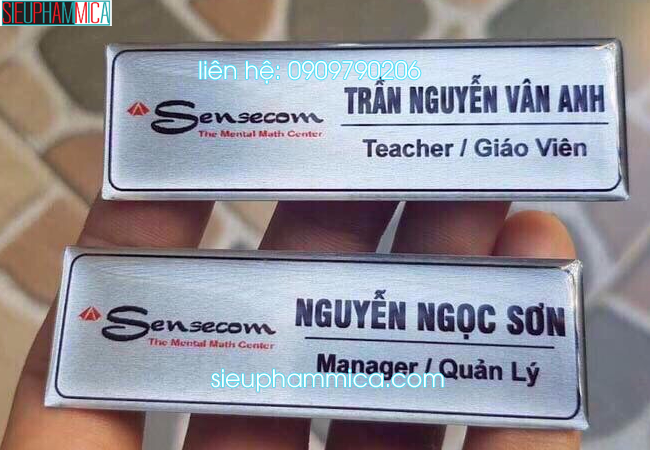 SIEUPHAMMICA
liên hệ: 0909790206
Sensecom
The Mental Math Center
TRẦN NGUYỄN VÂN ANH
Teacher / Giáo Viên
Sensecom
The Mental Math Center
NGUYỄN NGỌC SƠN
Manager / Quản Lý
sieuphammica.com